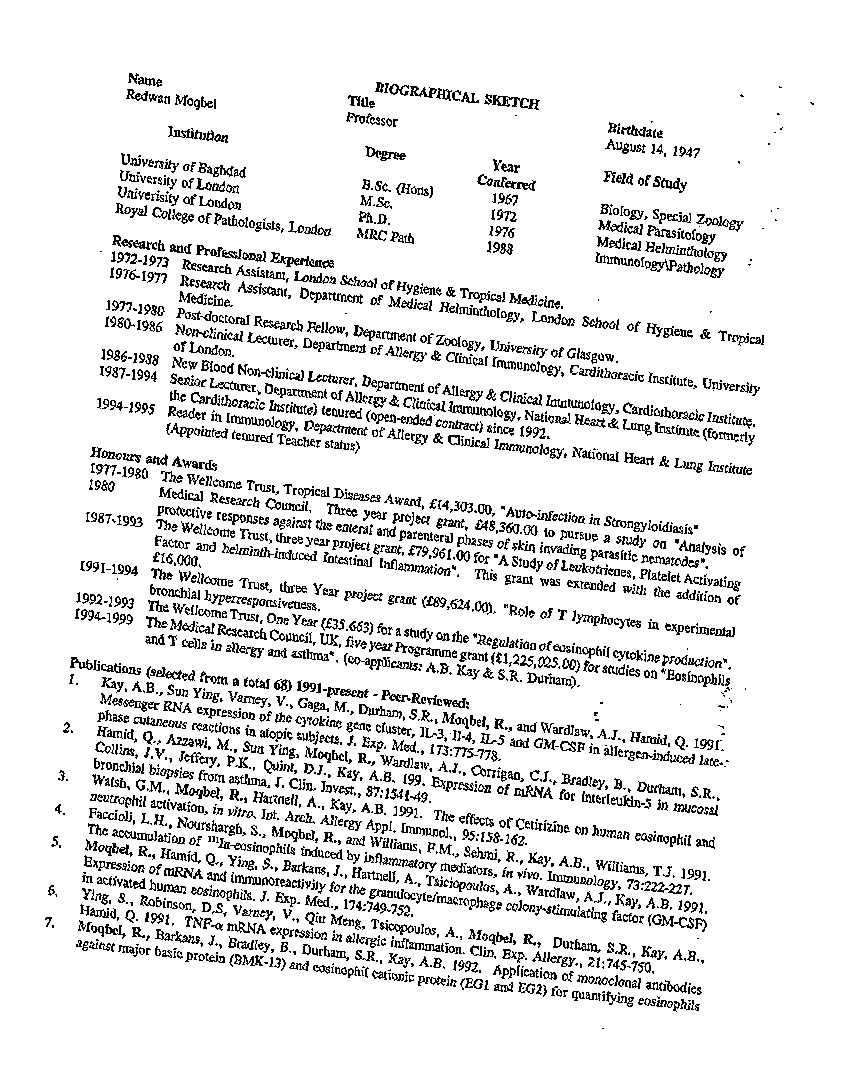 BIOGRAPHICAL SKETCH
Name Title Birthdate
Redwan Moqbel Professor August 14, 1947
Institution Degree Year Conferred Field of Study
University of Baghdad B.Sc. (Hons) 1967 Biology, Special Zoology
University of London M.Sc. 1972 Medical Parasitology
Univerisity of London Ph.D. 1976 Medical Helminthology
Royal College of Pathologists, London MRC Path 1988 Immunology\Pathology
Research and Professional Experience
1972-1973 Research Assistant, London School of Hygiene & Tropical Medicine.
1976-1977 Research Assistant, Department of Medical Helminthology, London School of Hygiene & Tropical
Medicine.
1977-1980 Post-doctoral Research Fellow, Department of Zoology, University of Glasgow.
1980-1986 Non-clinical Lecturer, Department of Allergy & Clinical Immunology, Cardithoracic Institute, University
of London.
1986-1988 New Blood Non-clinical Lecturer, Department of Allergy & Clinical Immunology, Cardiothoracic Institute.
1987-1994 Senior Lecturer, Department of Allergy & Clinical Immunology, National Heart & Lung Institute (formerly
the Cardithoracic Institute) tenured (open-ended contract) since 1992.
1994-1995 Reader in Immunology, Department of Allergy & Clinical Immunology, National Heart & Lung Institute
(Appointed tenured Teacher status)
Honours and Awards
1977-1980 The Wellcome Trust, Tropical Diseases Award, £14,303.00, "Auto-infection in Strongyloidiasis"
1980 Medical Research Council. Three year project grant, £48,360.00 to pursue a study on "Analysis of
protective responses against the enteral and parenteral phases of skin invading parasitic nematodes".
1987-1993 The Wellcome Trust, three year project grant, £79,961.00 for "A Study of Leukotrienes, Platelet Activating
Factor and helminth-induced Intestinal Inflammation". This grant was extended with the addition of
£16,000.
1991-1994 The Wellcome Trust, three Year project grant (£89,624,00). "Role of T lymphocytes in experimental
bronchial hyperresponsiveness.
1992-1993 The Wellcome Trust, One Year (£35.663) for a study on the "Regulation of eosinophil cytokine production".
1994-1999 The Medical Research Council, UK, five year Programme grant (£1,225,025.00) for studies on "Eosinophils
and T cells in allergy and asthma". (co-applicants: A.B. Kay & S.R. Durham).
Publications (selected from a total 68) 1991-present - Peer-Reviewed:
1. Kay, A.B., Sun Ying, Varney, V., Gaga, M., Durham, S.R., Moqbel, R., and Wardlaw, A.J., Hamid, Q. 1991.
Messenger RNA expression of the cytokine gene cluster, IL-3, Il-4, IL-5 and GM-CSF in allergen-induced late-
phase cutaneous reactions in atopic subjects. J. Exp. Med., 173:775-778.
2. Hamid, Q., Azzawi, M., Sun Ying, Moqbel, R., Wardlaw, A.J., Corrigan, C.J., Bradley, B., Durham, S.R.,
Collins, J.V., Jeffery, P.K., Quint, D.J., Kay, A.B. 199. Expression of mRNA for interleukin-5 in mucosal
bronchial biopsies from asthma. J. Clin. Invest., 87:1541-49.
3. Walsh, G.M., Moqbel, R., Hartnell, A., Kay, A.B. 1991. The effects of Cetirizine on human eosinophil and
neutrophil activation, in vitro. Int. Arch. Allergy Appl. Immunol., 95:158-162.
4. Faccioli, L.H., Nourshargh, S., Moqbel, R., and Williams, F.M., Sehmi, R., Kay, A.B., Williams, T.J. 1991.
The accumulation of 111In-eosinophils induced by inflammatory mediators, in vivo. Immunology, 73:222-227.
5. Moqbel, R., Hamid, Q., Ying, S., Barkans, J., Hartnell, A., Tsiciopoulos, A., Wardlaw, A.J., Kay, A.B. 1991.
Expression of mRNA and immunoreactivity for the granulocyte/macrophage colony-stimulating factor (GM-CSF)
in activated human eosinophils. J. Exp. Med., 174:749-752.
6. Ying, S., Robinson, D.S, Varney, V., Qiu Meng, Tsicopoulos, A., Moqbel, R., Durham, S.R., Kay, A.B.,
Hamid, Q. 1991. TNF-α mRNA expression in allergic inflammation. Clin. Exp. Allergy., 21:745-750.
7. Moqbel, R., Barkans, J., Bradley, B., Durham, S.R., Kay, A.B. 1992. Application of monoclonal antibodies
against major basic protein (BMK-13) and eosinophil cationic protein (EG1 and EG2) for quantifying eosinophils